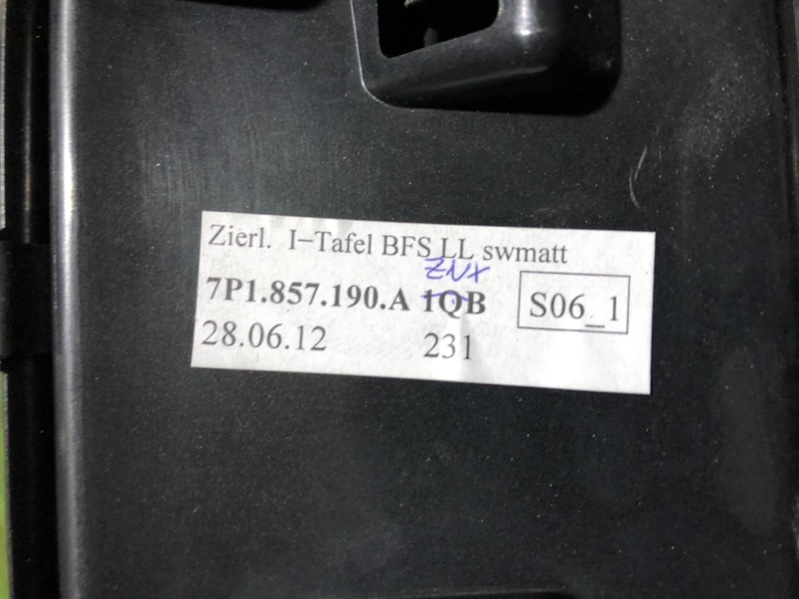 Zierl. I-Tafel BFS LL swmatt
ZNX
7P1.857.190.A 1QB
S06_1
28.06.12 231